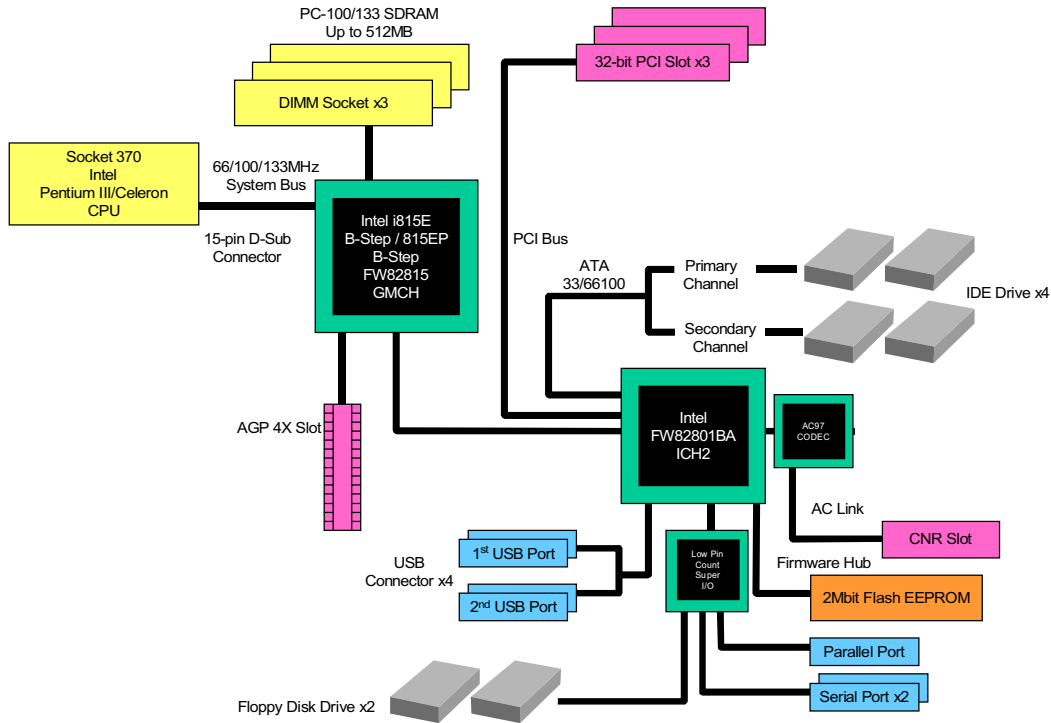 PC-100/133 SDRAM
Up to 512MB
DIMM Socket x3
32-bit PCI Slot x3
Socket 370
Intel
Pentium III/Celeron
CPU
66/100/133MHz
System Bus
15-pin D-Sub
Connector
Intel i815E
B-Step / 815EP
B-Step
FW82815
GMCH
PCI Bus
ATA
33/66100
Primary
Channel
Secondary
Channel
IDE Drive x4
AGP 4X Slot
Intel
FW82801BA
ICH2
AC97
CODEC
AC Link
CNR Slot
USB
Connector x4
1st USB Port
2nd USB Port
Low Pin
Count
Super
I/O
Firmware Hub
2Mbit Flash EEPROM
Parallel Port
Serial Port x2
Floppy Disk Drive x2